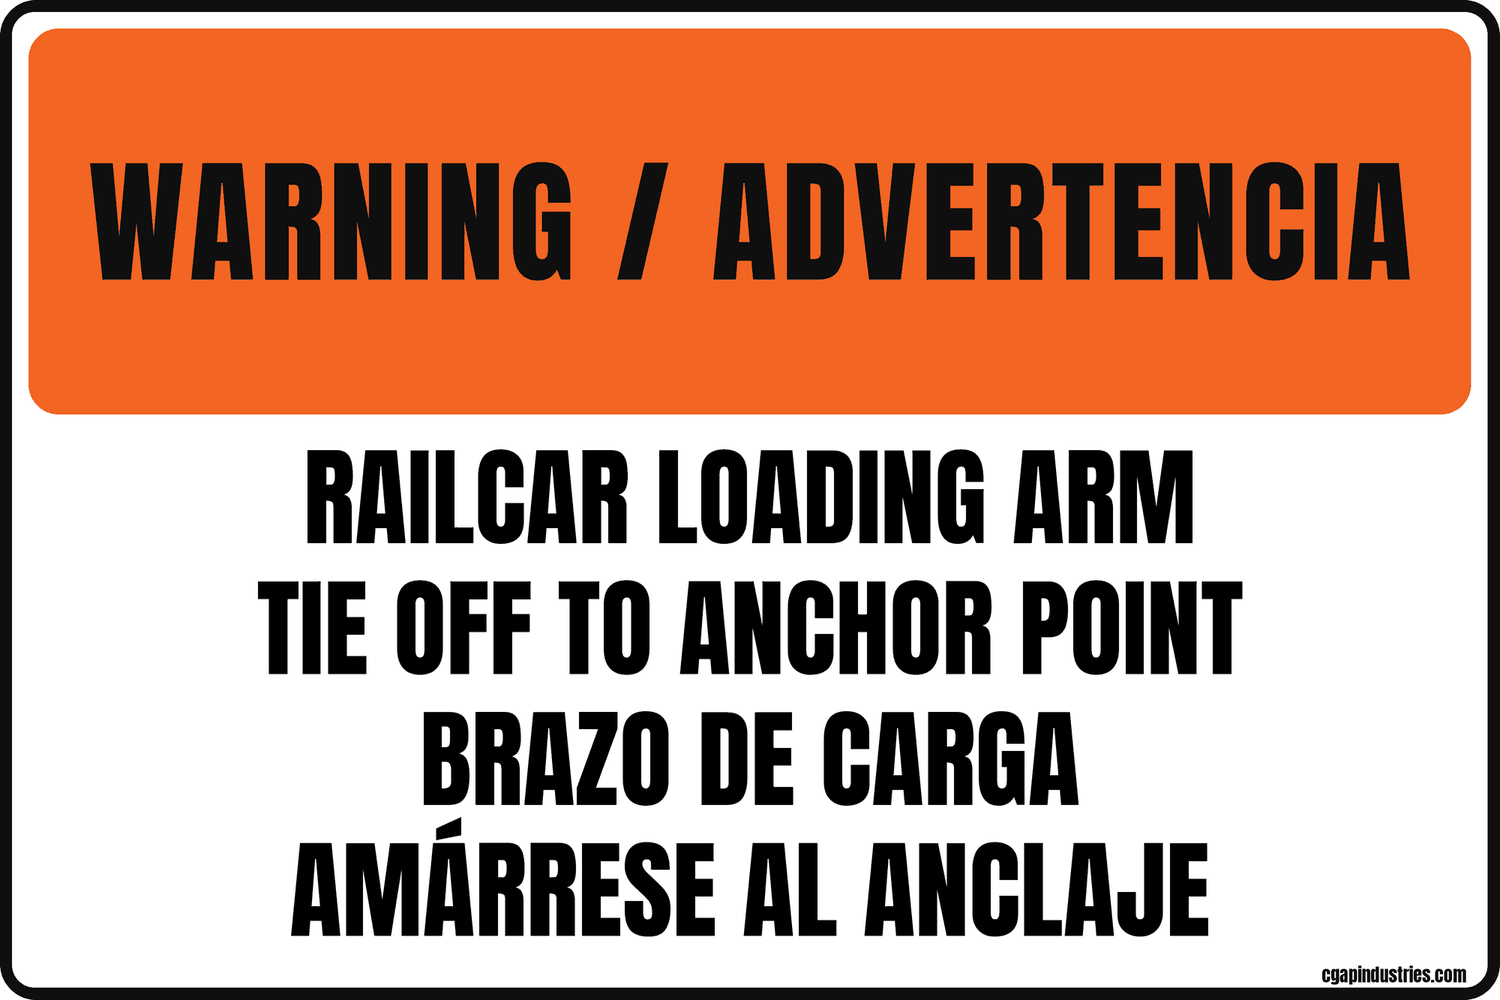 WARNING / ADVERTENCIA
RAILCAR LOADING ARM
TIE OFF TO ANCHOR POINT
BRAZO DE CARGA
AMÁRRESE AL ANCLAJE
cgapindustries.com